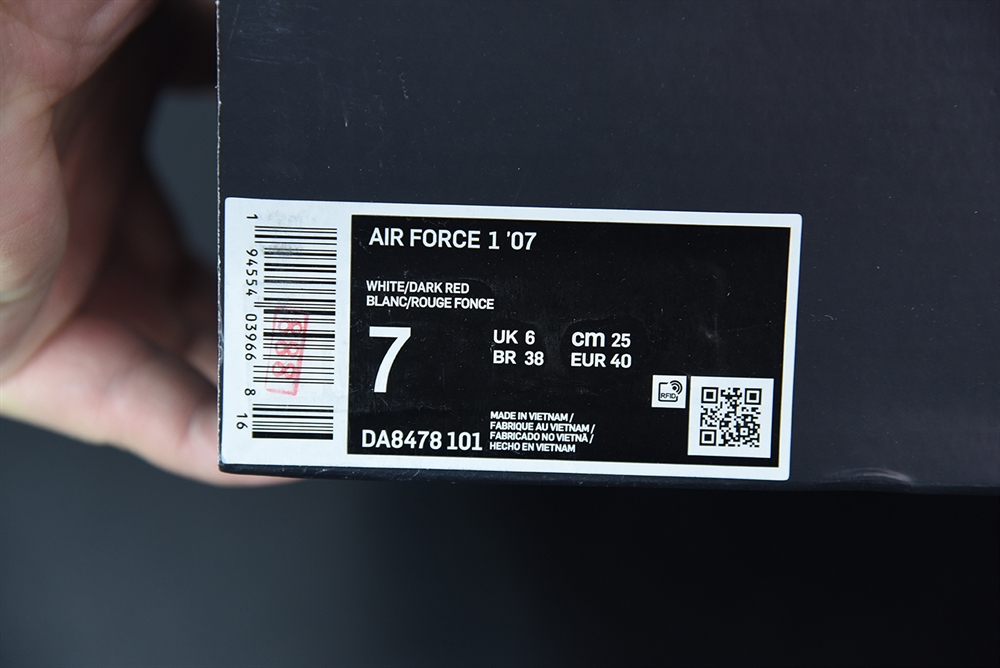 AIR FORCE 1 '07
WHITE/DARK RED
BLANC/ROUGE FONCE
7
UK 6 cm 25
BR 38 EUR 40
RFID
DA8478 101
MADE IN VIETNAM /
FABRIQUE AU VIETNAM /
FABRICADO NO VIETNÃ /
HECHO EN VIETNAM
1 94554 03966 8 16